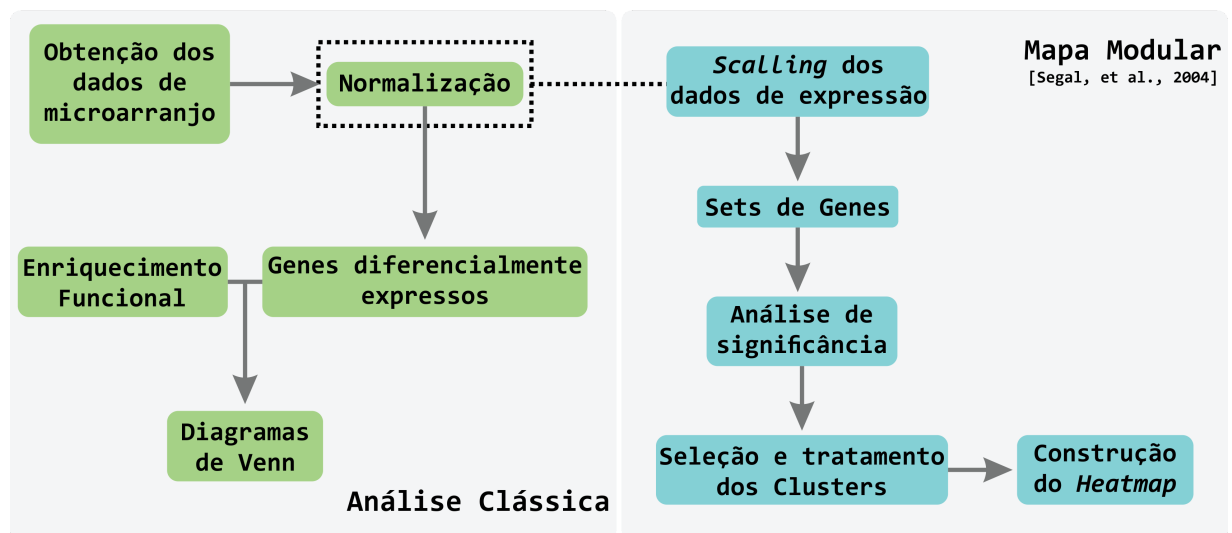 Obtenção dos
dados de
microarranjo
Normalização
Enriquecimento
Funcional
Genes diferencialmente
expressos
Diagramas
de Venn
Análise Clássica
Mapa Modular
[Segal, et al., 2004]
Scalling dos
dados de expressão
Sets de Genes
Análise de
significância
Seleção e tratamento
dos Clusters
Construção
do Heatmap